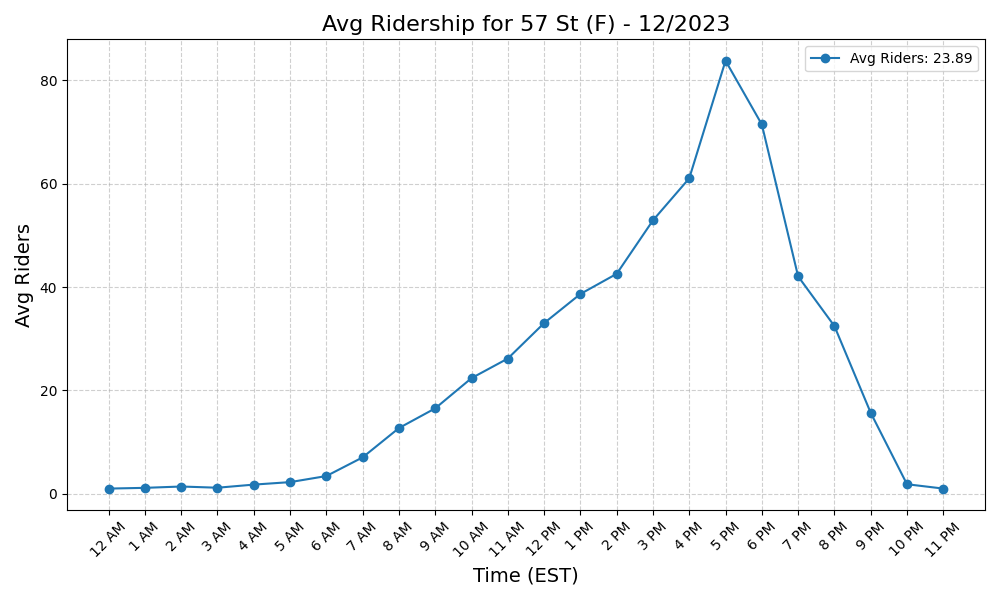 Avg Ridership for 57 St (F) - 12/2023
Avg Riders: 23.89
Avg Riders
80
60
40
20
0
12 AM
1 AM
2 AM
3 AM
4 AM
5 AM
6 AM
7 AM
8 AM
9 AM
10 AM
11 AM
12 PM
1 PM
2 PM
3 PM
4 PM
5 PM
6 PM
7 PM
8 PM
9 PM
10 PM
11 PM
Time (EST)